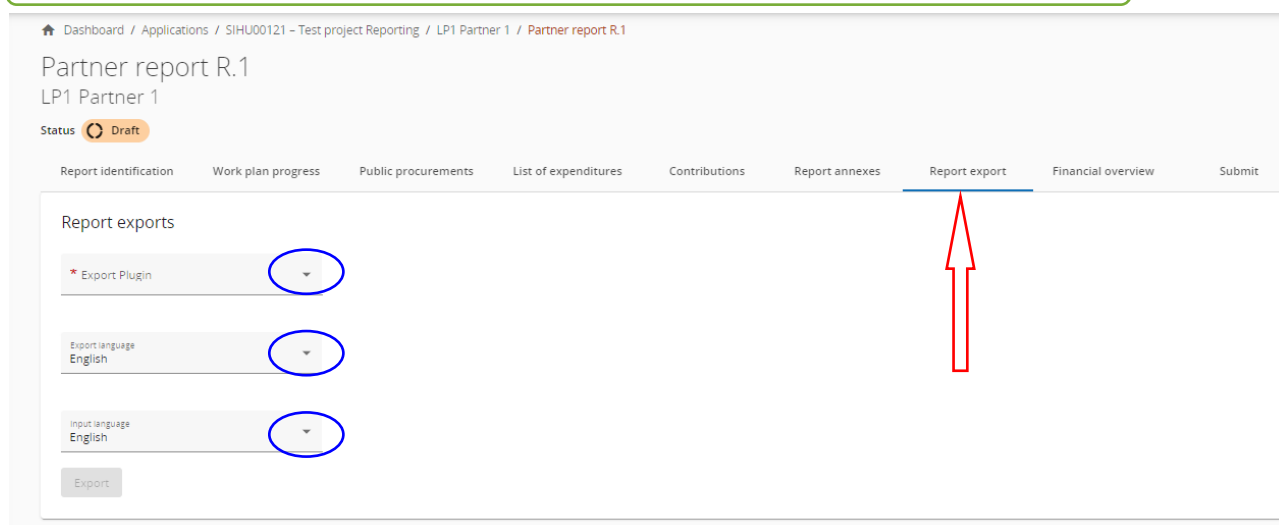 Dashboard / Applications / SIHU00121 – Test project Reporting / LP1 Partner 1 / Partner report R.1
Partner report R.1
LP1 Partner 1
Status Draft
Report identification Work plan progress Public procurements List of expenditures Contributions Report annexes Report export Financial overview Submit
Report exports
* Export Plugin
Export language
English
Input language
English
Export